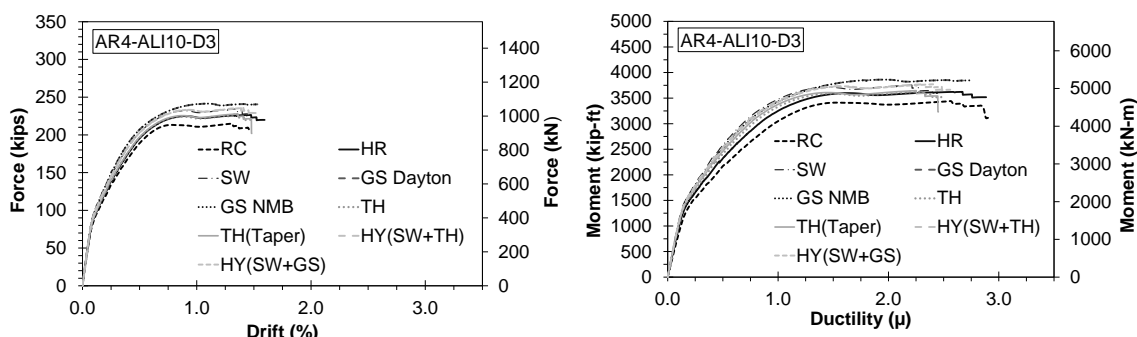 AR4-ALI10-D3
Force (kips)
350
300
250
200
150
100
50
0
0.0 1.0 2.0 3.0
Drift (%)
1400
1200
1000
800
600
400
200
0
Force (kN)
RC HR
SW GS Dayton
GS NMB TH
TH(Taper) HY(SW+TH)
HY(SW+GS)
AR4-ALI10-D3
Moment (kip-ft)
5000
4500
4000
3500
3000
2500
2000
1500
1000
500
0
0.0 1.0 2.0 3.0
Ductility (µ)
6000
5000
4000
3000
2000
1000
0
Moment (kN-m)
RC HR
SW GS Dayton
GS NMB TH
TH(Taper) HY(SW+TH)
HY(SW+GS)